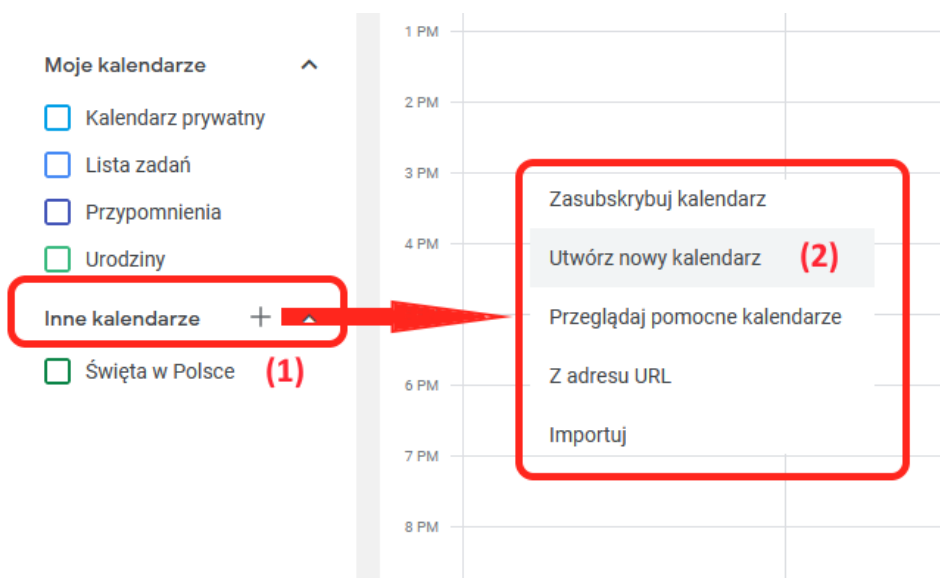 Moje kalendarze
Kalendarz prywatny
Lista zadań
Przypomnienia
Urodziny
Inne kalendarze +
Święta w Polsce (1)
1 PM
2 PM
3 PM
4 PM
6 PM
7 PM
8 PM
Zasubskrybuj kalendarz
Utwórz nowy kalendarz (2)
Przeglądaj pomocne kalendarze
Z adresu URL
Importuj